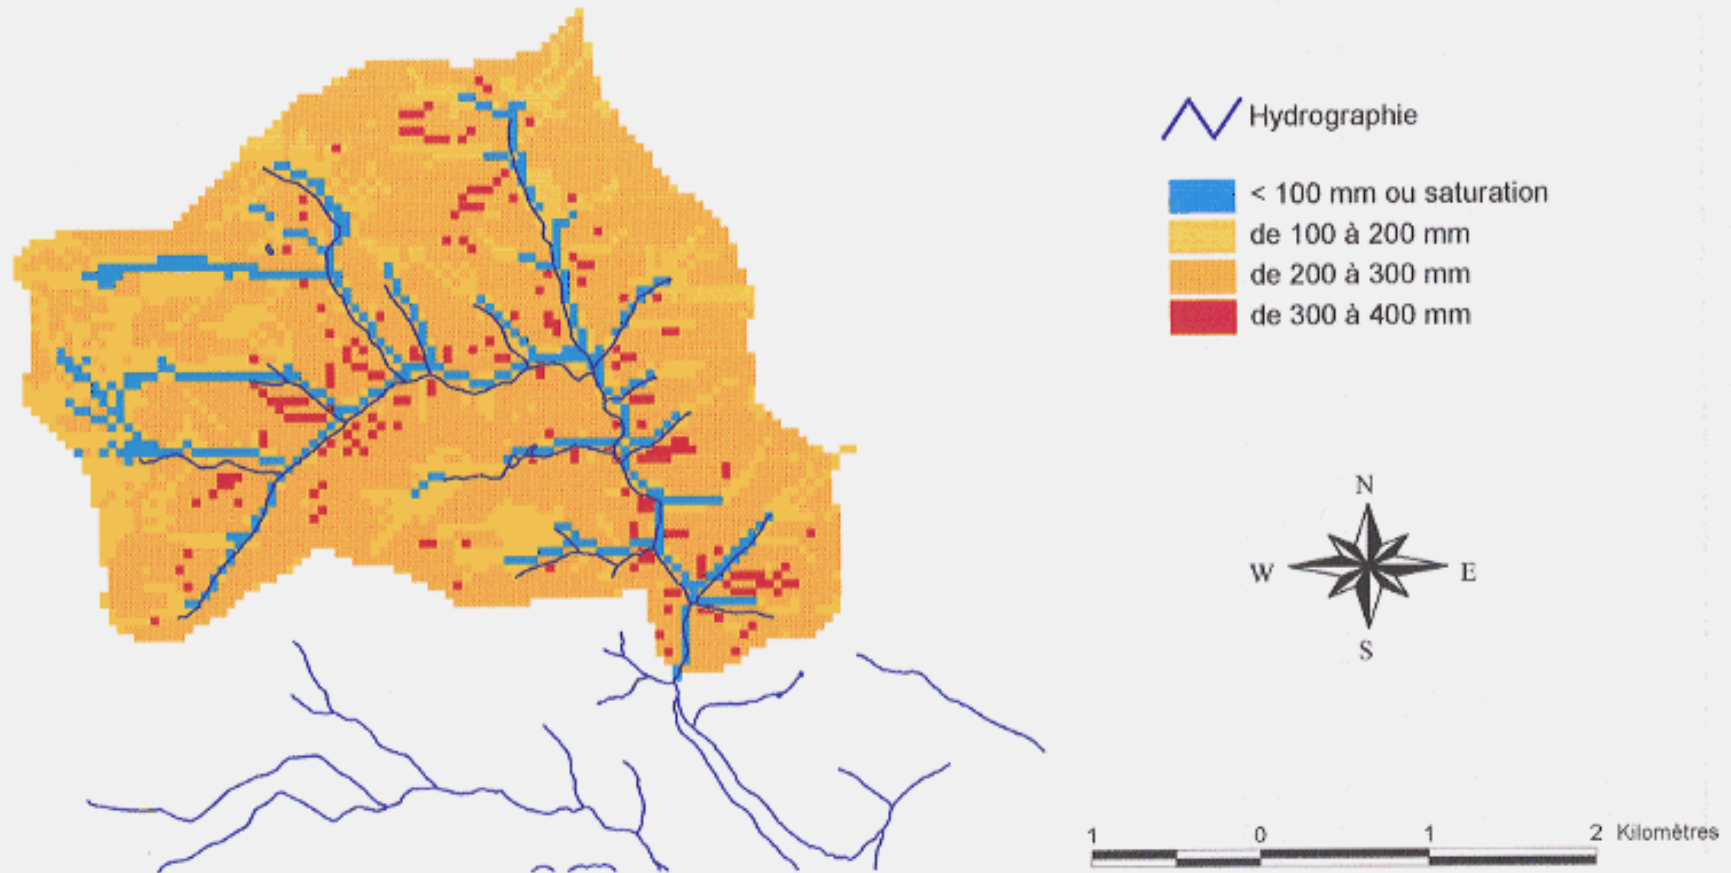 Hydrographie
< 100 mm ou saturation
de 100 à 200 mm
de 200 à 300 mm
de 300 à 400 mm
N
W E
S
1 0 1 2 Kilomètres